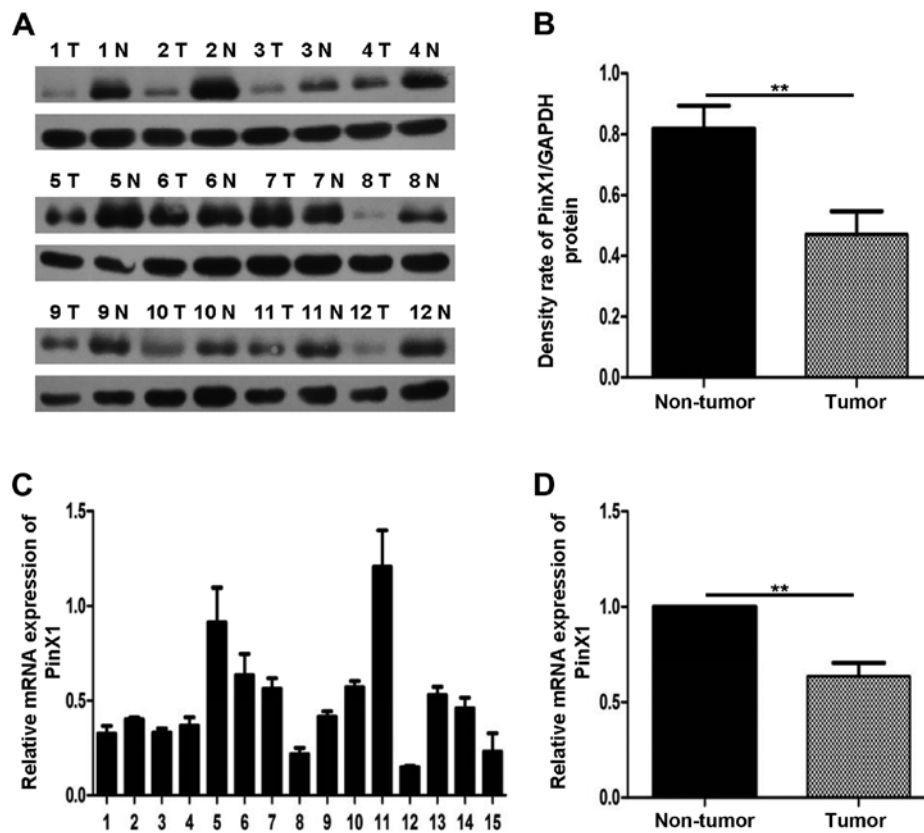 A
1 T 1 N 2 T 2 N 3 T 3 N 4 T 4 N
5 T 5 N 6 T 6 N 7 T 7 N 8 T 8 N
9 T 9 N 10 T 10 N 11 T 11 N 12 T 12 N
B
Density rate of PinX1/GAPDH
protein
1.0
0.8
0.6
0.4
0.2
0.0
**
Non-tumor Tumor
C
Relative mRNA expression of
PinX1
1.5
1.0
0.5
0.0
1 2 3 4 5 6 7 8 9 10 11 12 13 14 15
D
Relative mRNA expression of
PinX1
1.5
1.0
0.5
0.0
**
Non-tumor Tumor